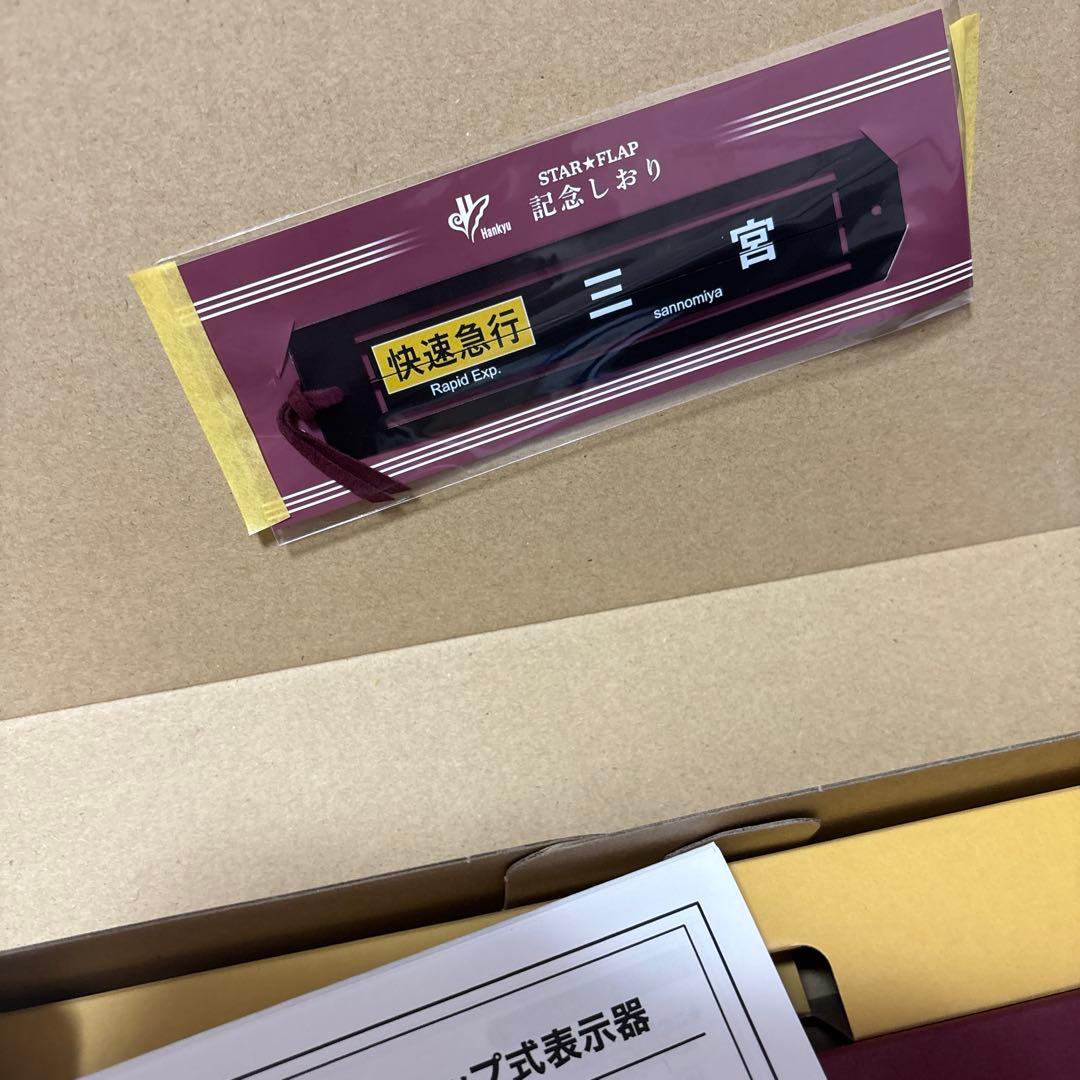 STAR★FLAP
記念しおり
Hankyu
快速急行 三宮
Rapid Exp. sannomiya
プ式表示器